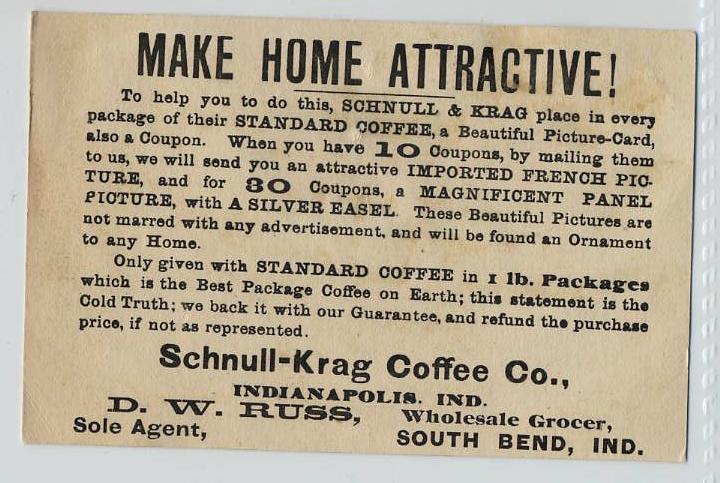 MAKE HOME ATTRACTIVE!
To help you to do this, SCHNULL & KRAG place in every
package of their STANDARD COFFEE, a Beautiful Picture-Card,
also a Coupon. When you have 10 Coupons, by mailing them
to us, we will send you an attractive IMPORTED FRENCH PIC-
TURE, and for 30 Coupons, a MAGNIFICENT PANEL
PICTURE, with A SILVER EASEL. These Beautiful Pictures are
not marred with any advertisement, and will be found an Ornament
to any Home.
Only given with STANDARD COFFEE in 1 lb. Packages
which is the Best Package Coffee on Earth; this statement is the
Cold Truth; we back it with our Guarantee, and refund the purchase
price, if not as represented.
Schnull-Krag Coffee Co.,
INDIANAPOLIS. IND.
D. W. RUSS, Wholesale Grocer,
Sole Agent, SOUTH BEND, IND.